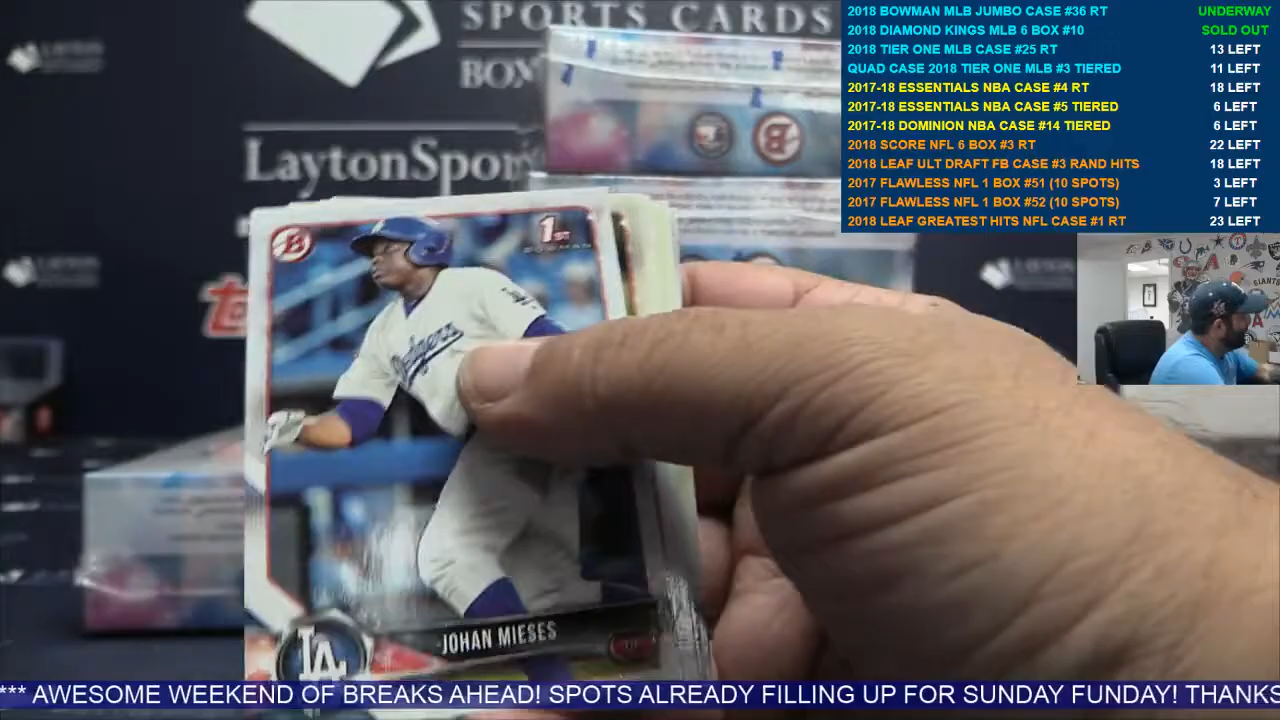 SPORTS CARDS
BOX
LaytonSpor
LAYTON
1ST
Dodgers
LA
JOHAN MIESES
2018 BOWMAN MLB JUMBO CASE #36 RT UNDERWAY
2018 DIAMOND KINGS MLB 6 BOX #10 SOLD OUT
2018 TIER ONE MLB CASE #25 RT 13 LEFT
QUAD CASE 2018 TIER ONE MLB #3 TIERED 11 LEFT
2017-18 ESSENTIALS NBA CASE #4 RT 18 LEFT
2017-18 ESSENTIALS NBA CASE #5 TIERED 6 LEFT
2017-18 DOMINION NBA CASE #14 TIERED 6 LEFT
2018 SCORE NFL 6 BOX #3 RT 22 LEFT
2018 LEAF ULT DRAFT FB CASE #3 RAND HITS 18 LEFT
2017 FLAWLESS NFL 1 BOX #51 (10 SPOTS) 3 LEFT
2017 FLAWLESS NFL 1 BOX #52 (10 SPOTS) 7 LEFT
2018 LEAF GREATEST HITS NFL CASE #1 RT 23 LEFT
GIANTS
*** AWESOME WEEKEND OF BREAKS AHEAD! SPOTS ALREADY FILLING UP FOR SUNDAY FUNDAY! THANKS